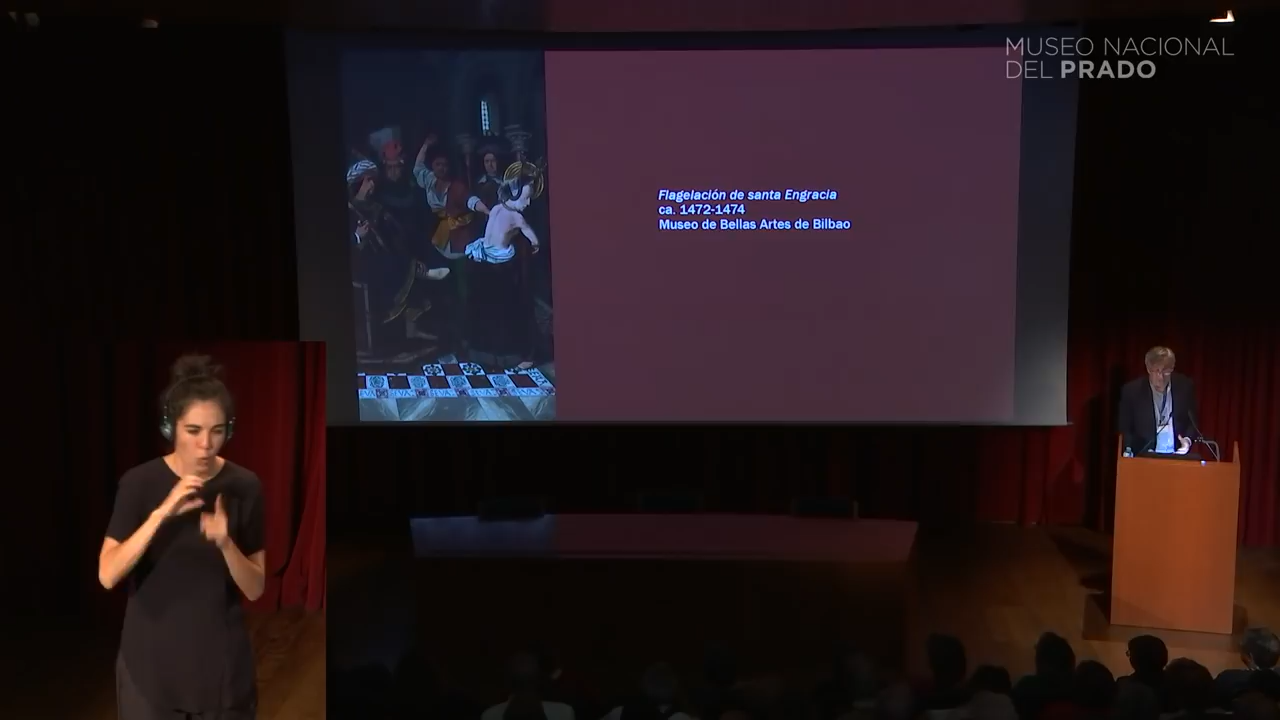 MUSEO NACIONAL
DEL PRADO
Flagelación de santa Engracia
ca. 1472-1474
Museo de Bellas Artes de Bilbao